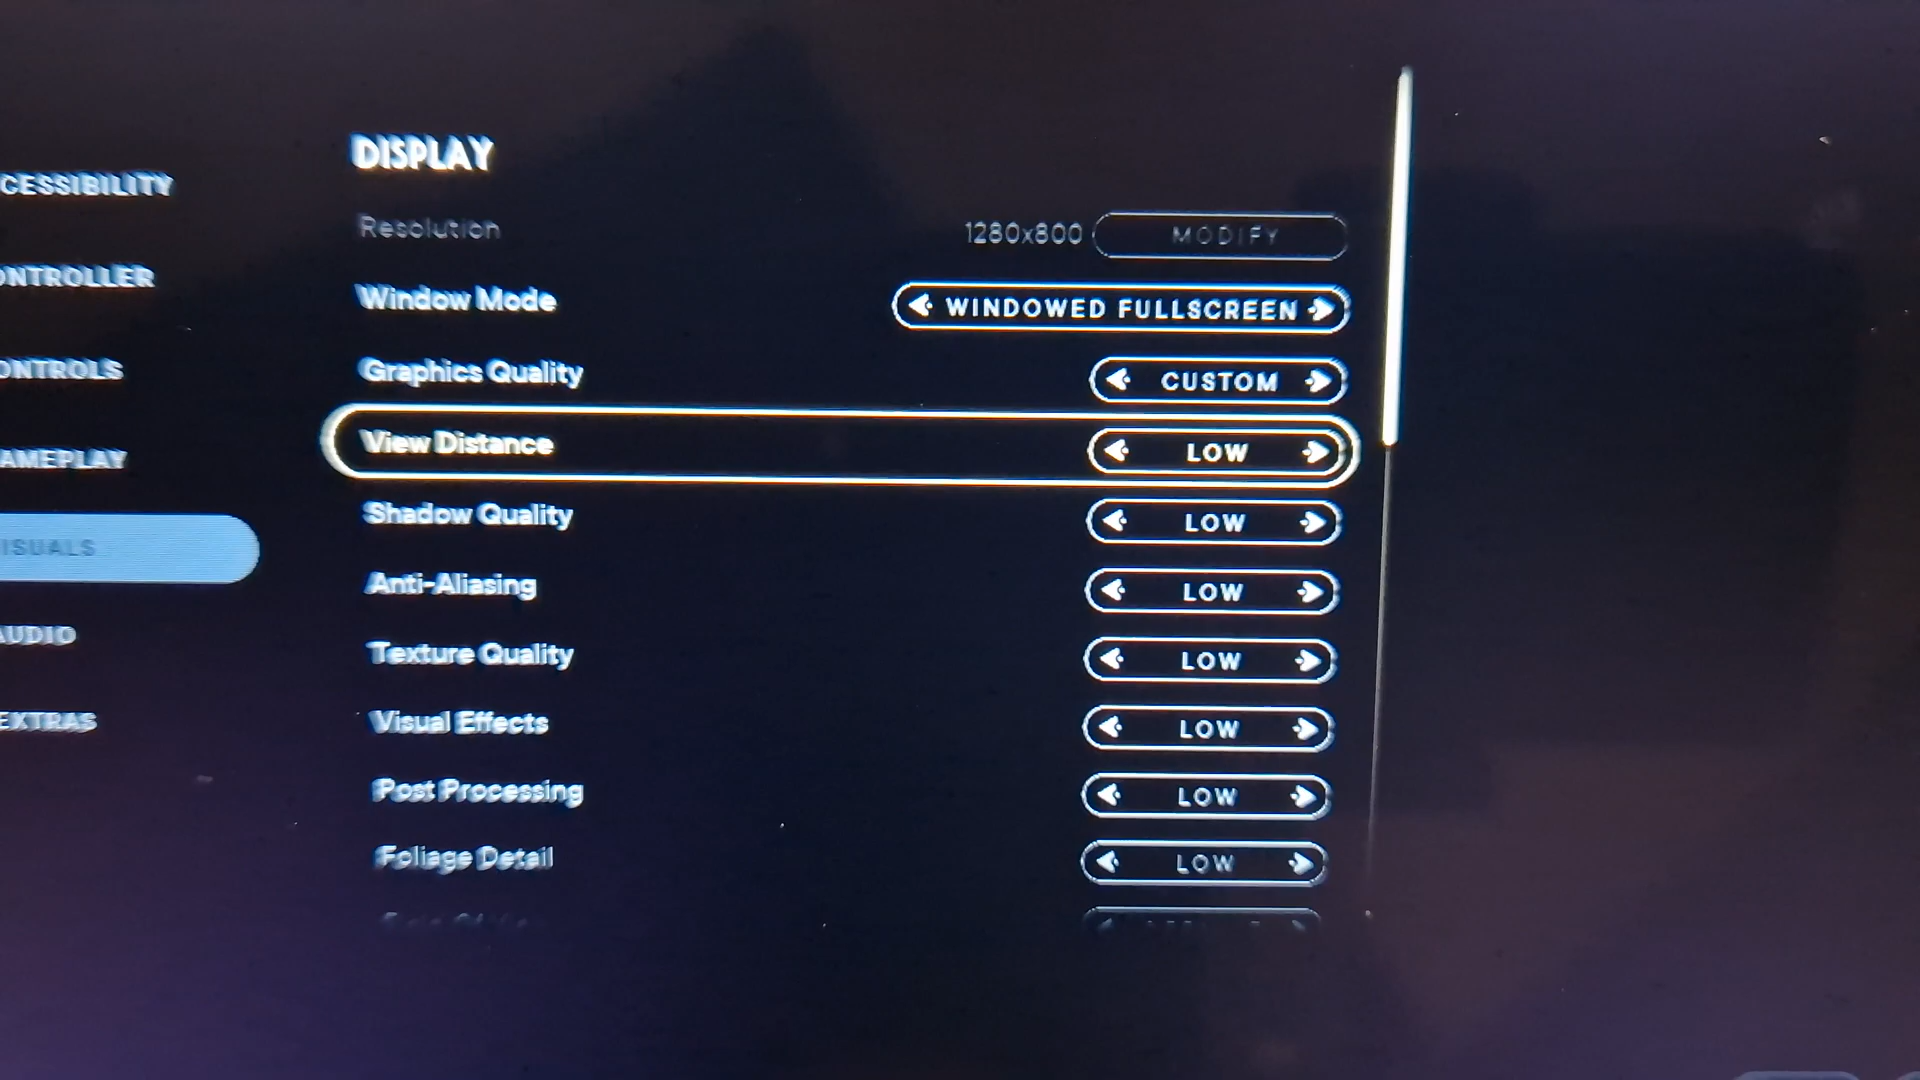 DISPLAY
CESSIBILITY
Resolution 1280x800 MODIFY
ONTROLLER
Window Mode WINDOWED FULLSCREEN
ONTROLS
Graphics Quality CUSTOM
View Distance LOW
AMEPLAY
Shadow Quality LOW
ISUALS
Anti-Aliasing LOW
AUDIO
Texture Quality LOW
EXTRAS
Visual Effects LOW
Post Processing LOW
Foliage Detail LOW